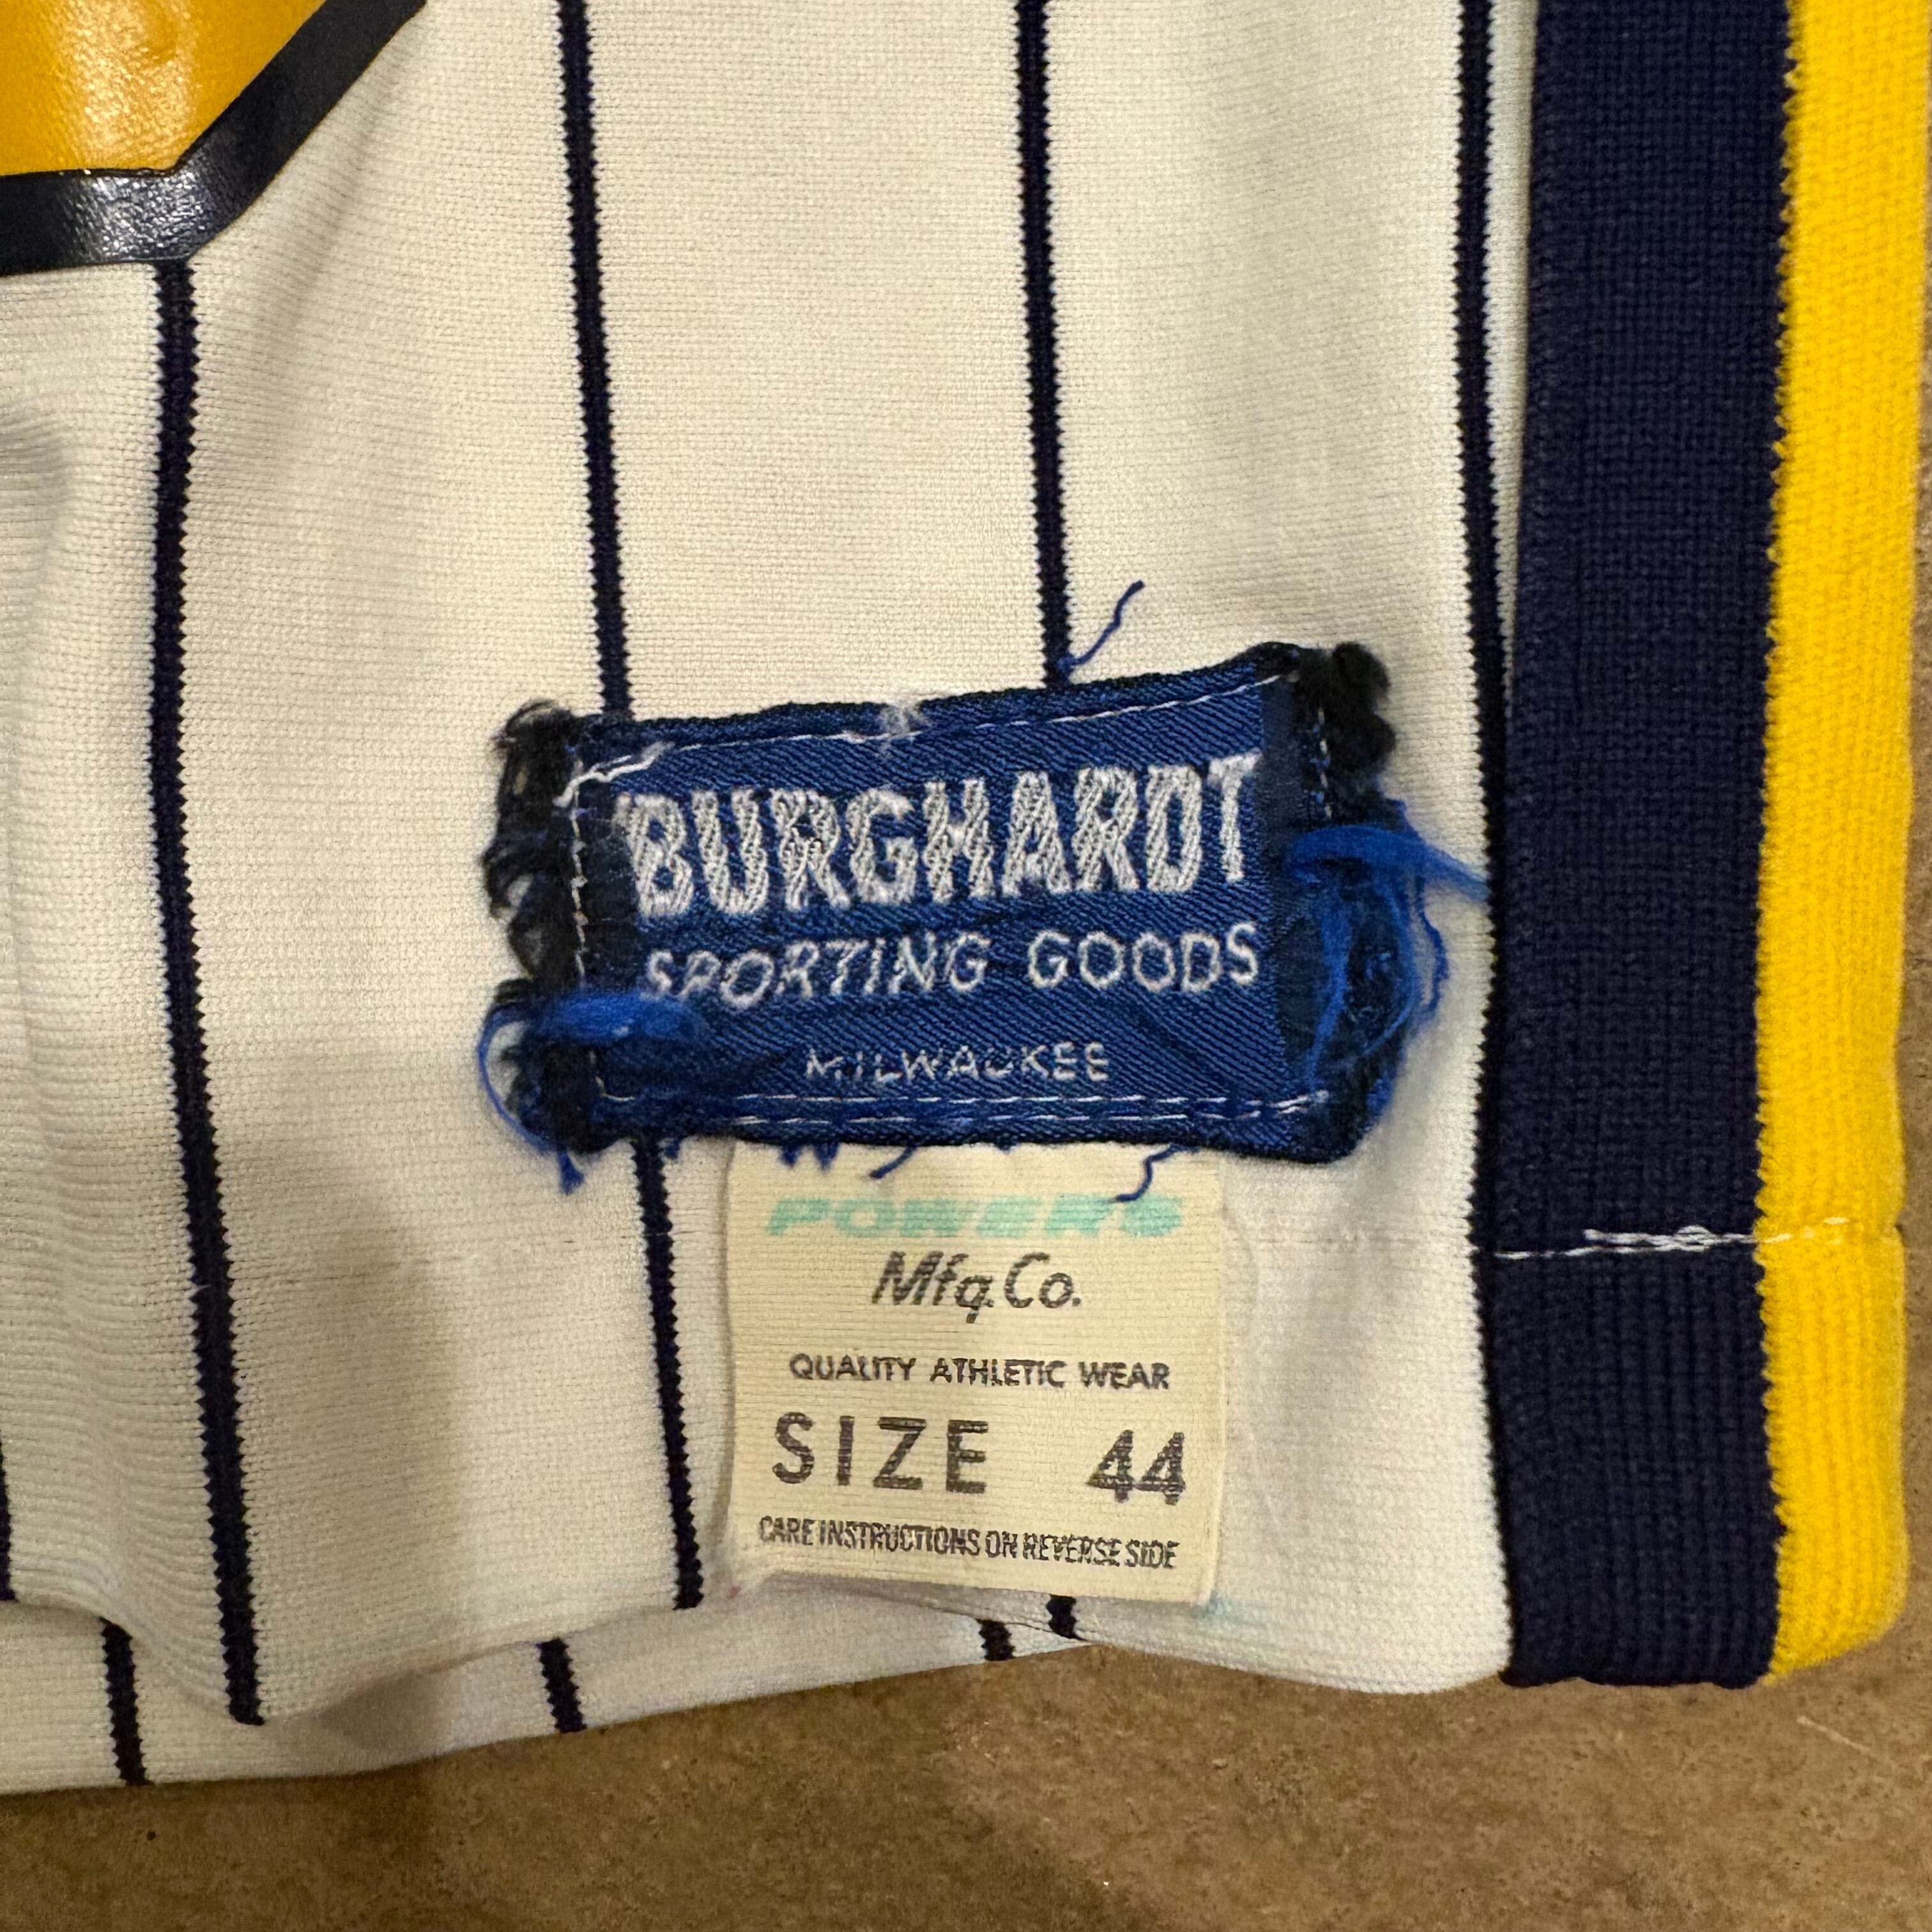 BURGHARDT
SPORTING GOODS
MILWAUKEE
POWERS
Mfg. Co.
QUALITY ATHLETIC WEAR
SIZE 44
CARE INSTRUCTIONS ON REVERSE SIDE